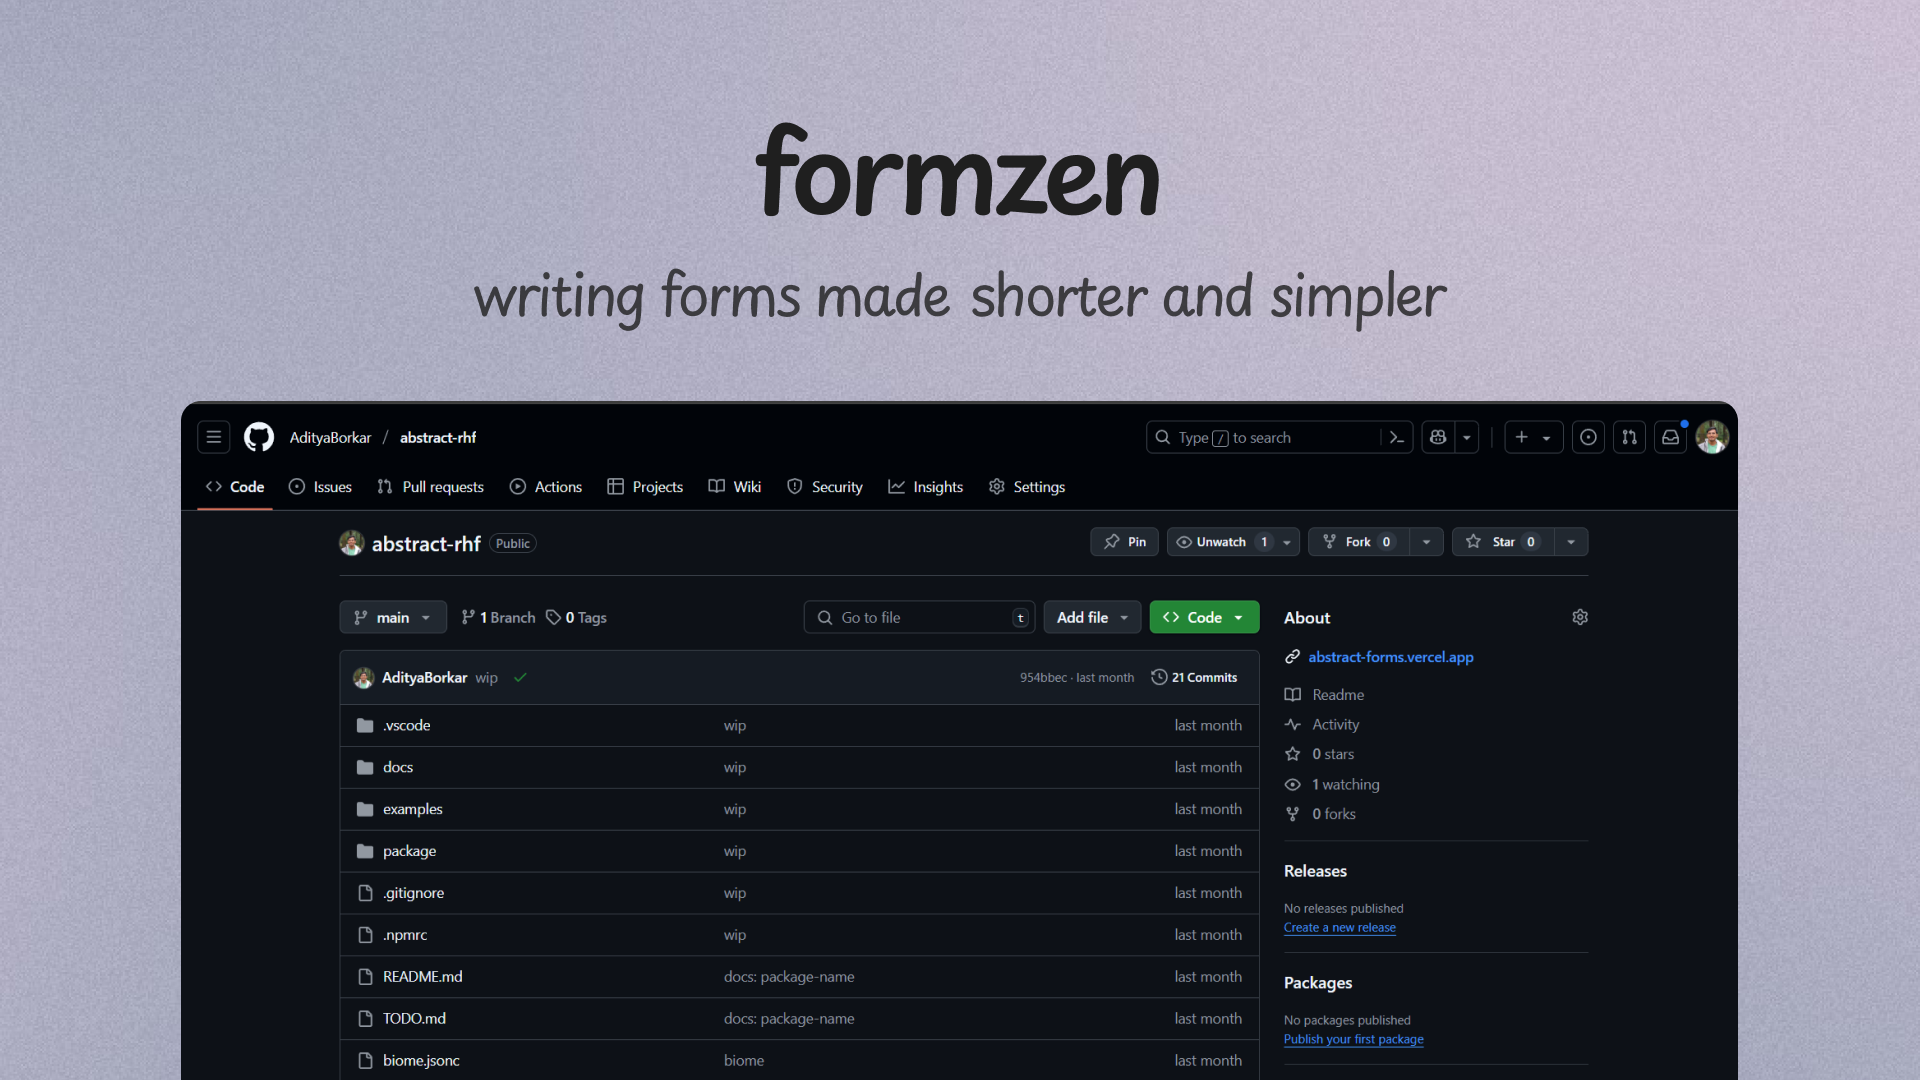 formzen
writing forms made shorter and simpler
AdityaBorkar / abstract-rhf
Type / to search
Code Issues Pull requests Actions Projects Wiki Security Insights Settings
abstract-rhf Public
Pin Unwatch 1 Fork 0 Star 0
main 1 Branch 0 Tags Go to file t Add file Code
AdityaBorkar wip 954bbec · last month 21 Commits
.vscode wip last month
docs wip last month
examples wip last month
package wip last month
.gitignore wip last month
.npmrc wip last month
README.md docs: package-name last month
TODO.md docs: package-name last month
biome.jsonc biome last month
About
abstract-forms.vercel.app
Readme
Activity
0 stars
1 watching
0 forks
Releases
No releases published
Create a new release
Packages
No packages published
Publish your first package